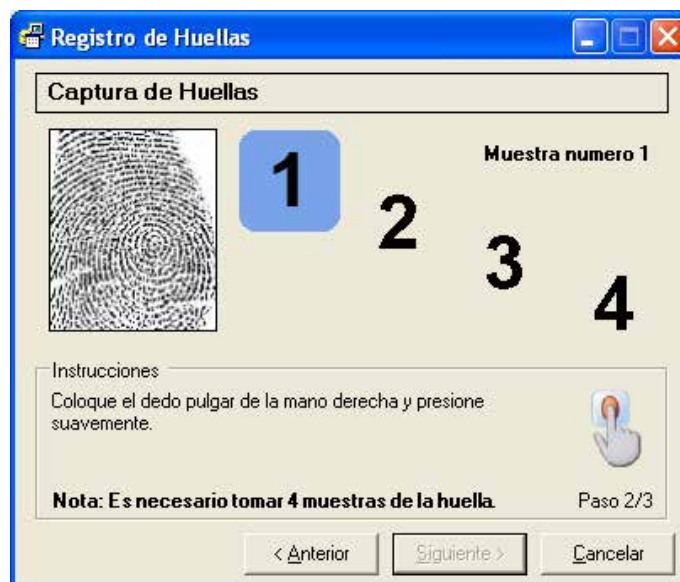 Registro de Huellas
Captura de Huellas
1
Muestra numero 1
2
3
4
Instrucciones
Coloque el dedo pulgar de la mano derecha y presione
suavemente.
Nota: Es necesario tomar 4 muestras de la huella.
Paso 2/3
< Anterior
Siguiente >
Cancelar